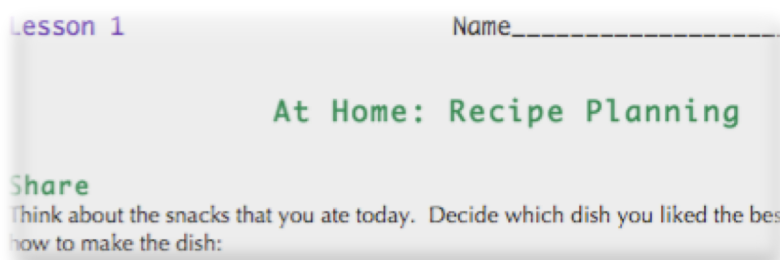 Lesson 1 Name____________________
At Home: Recipe Planning
Share
Think about the snacks that you ate today. Decide which dish you liked the
how to make the dish: